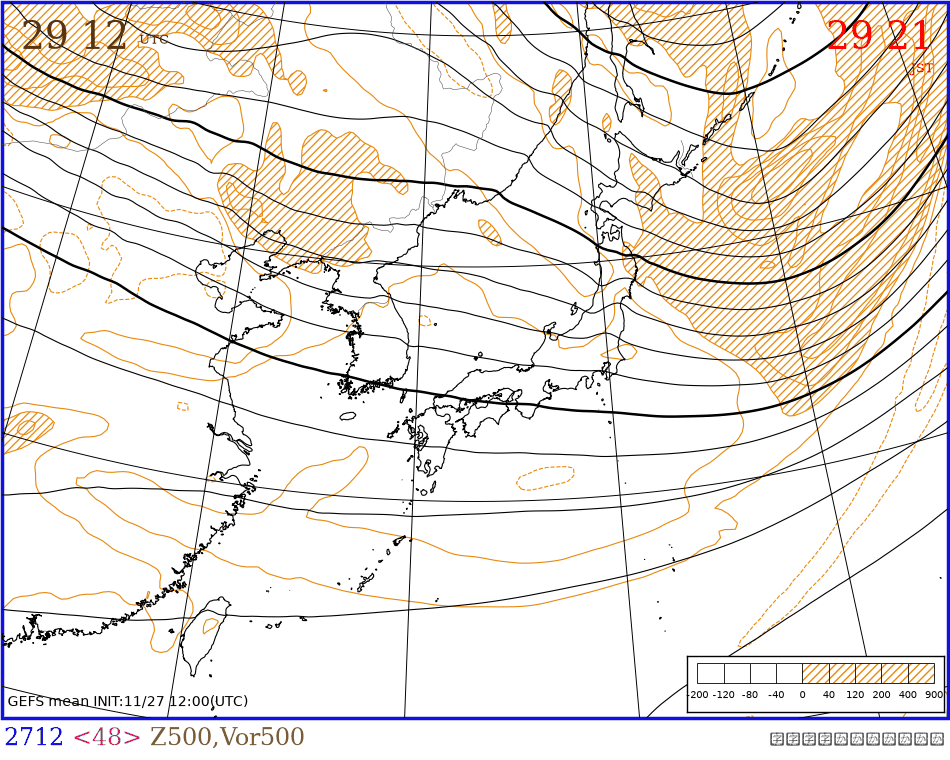 29 12 UTC
29 21
JST
-200 -120 -80 -40 0 40 120 200 400 900
GEFS mean INIT:11/27 12:00(UTC)
2712 <48> Z500,Vor500